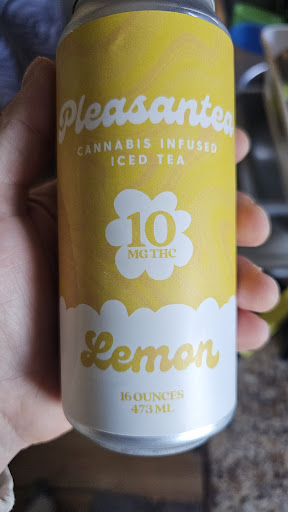 Pleasantea
CANNABIS INFUSED
ICED TEA
10
MG THC
Lemon
16 OUNCES
473 ML